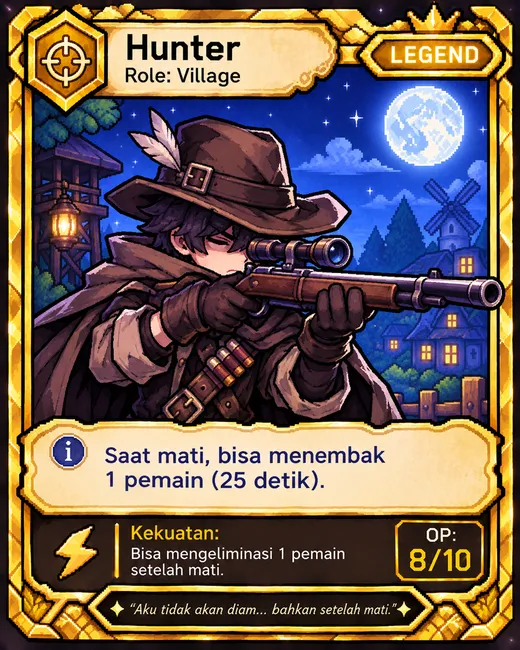 Hunter
Role: Village
LEGEND
i
Saat mati, bisa menembak
1 pemain (25 detik).
Kekuatan:
Bisa mengeliminasi 1 pemain
setelah mati.
OP:
8/10
"Aku tidak akan diam... bahkan setelah mati."